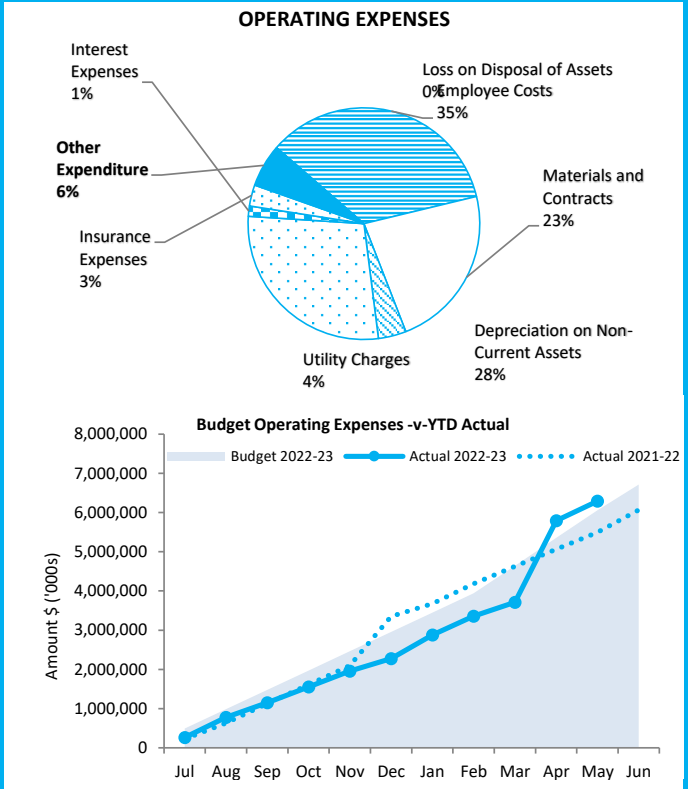 OPERATING EXPENSES
Interest
Expenses
1%
Loss on Disposal of Assets
0%
Employee Costs
35%
Other
Expenditure
6%
Materials and
Contracts
23%
Insurance
Expenses
3%
Depreciation on Non-
Current Assets
28%
Utility Charges
4%
Budget Operating Expenses -v-YTD Actual
Budget 2022-23 Actual 2022-23 Actual 2021-22
Amount $ ('000s)
8,000,000
7,000,000
6,000,000
5,000,000
4,000,000
3,000,000
2,000,000
1,000,000
0
Jul Aug Sep Oct Nov Dec Jan Feb Mar Apr May Jun